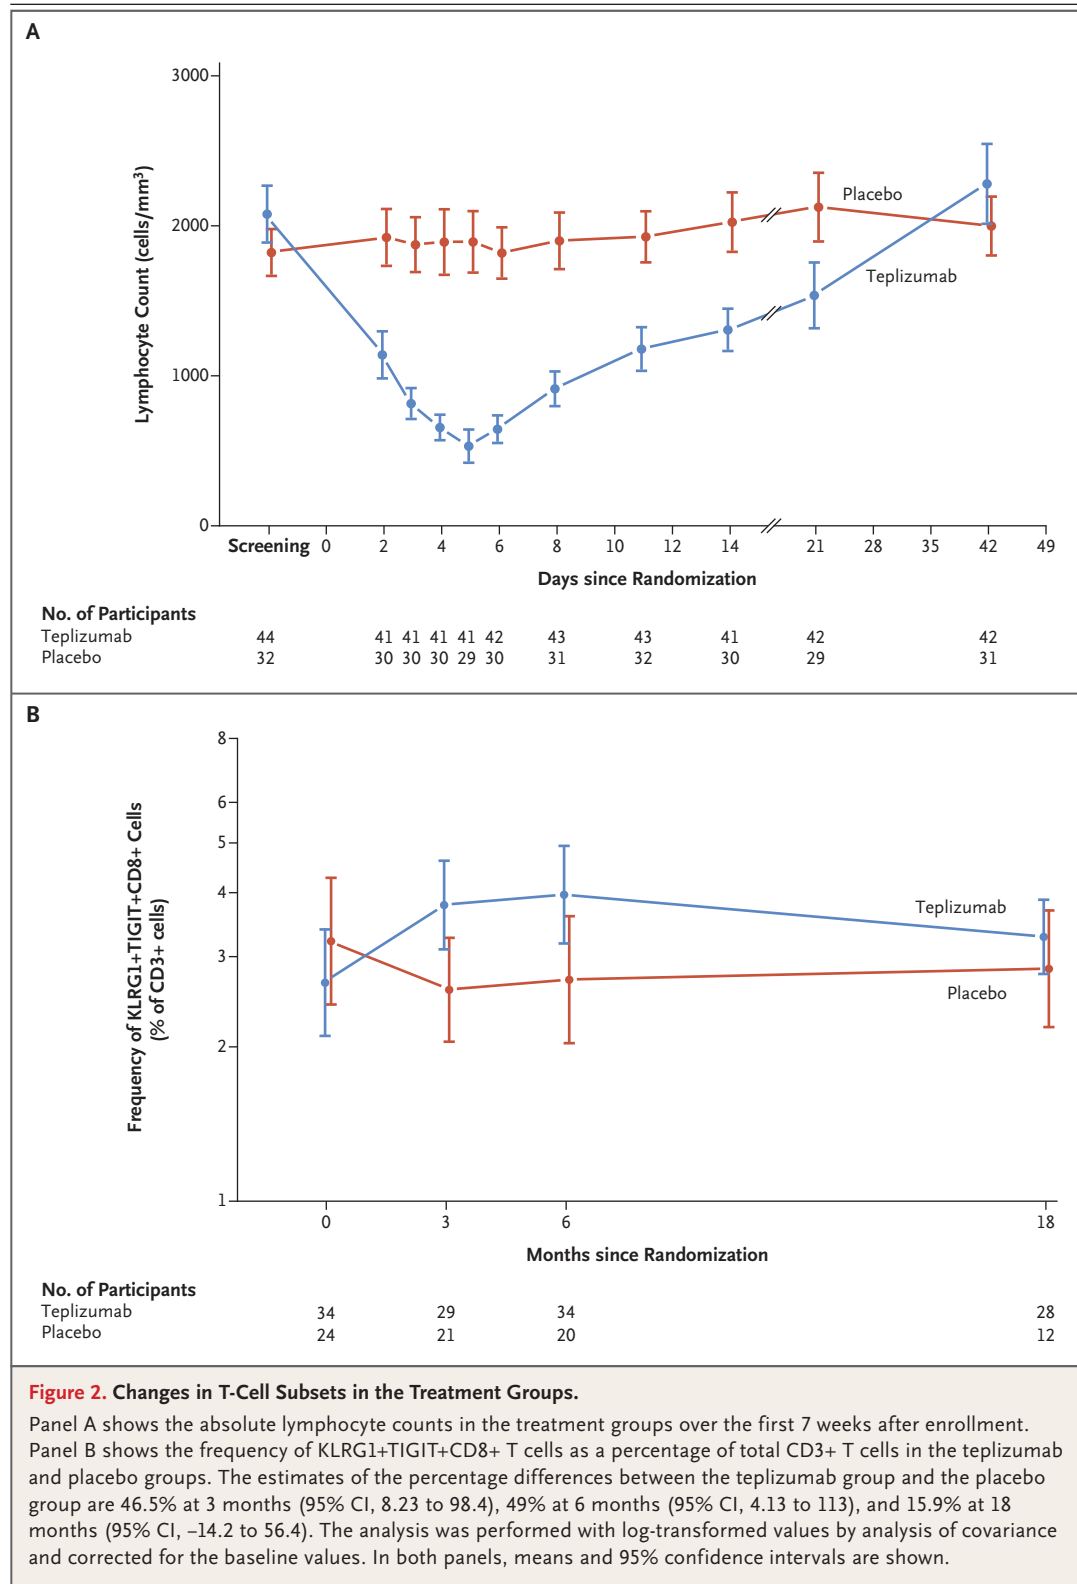 A
3000
2000
1000
0
Lymphocyte Count (cells/mm³)
Placebo
Teplizumab
Screening 0 2 4 6 8 10 12 14 21 28 35 42 49
Days since Randomization
No. of Participants
Teplizumab 44 41 41 41 41 42 43 43 41 42 42
Placebo 32 30 30 30 29 30 31 32 30 29 31
B
8
6
5
4
3
2
1
Frequency of KLRG1+TIGIT+CD8+ Cells
(% of CD3+ cells)
Teplizumab
Placebo
0 3 6 18
Months since Randomization
No. of Participants
Teplizumab 34 29 34 28
Placebo 24 21 20 12
Figure 2. Changes in T-Cell Subsets in the Treatment Groups.
Panel A shows the absolute lymphocyte counts in the treatment groups over the first 7 weeks after enrollment.
Panel B shows the frequency of KLRG1+TIGIT+CD8+ T cells as a percentage of total CD3+ T cells in the teplizumab
and placebo groups. The estimates of the percentage differences between the teplizumab group and the placebo
group are 46.5% at 3 months (95% CI, 8.23 to 98.4), 49% at 6 months (95% CI, 4.13 to 113), and 15.9% at 18
months (95% CI, −14.2 to 56.4). The analysis was performed with log-transformed values by analysis of covariance
and corrected for the baseline values. In both panels, means and 95% confidence intervals are shown.